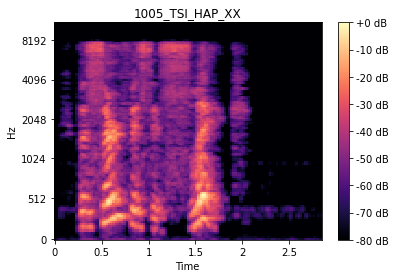 1005_TSI_HAP_XX
Hz
8192
4096
2048
1024
512
0
0
0.5
1
1.5
2
2.5
Time
+0 dB
-10 dB
-20 dB
-30 dB
-40 dB
-50 dB
-60 dB
-70 dB
-80 dB